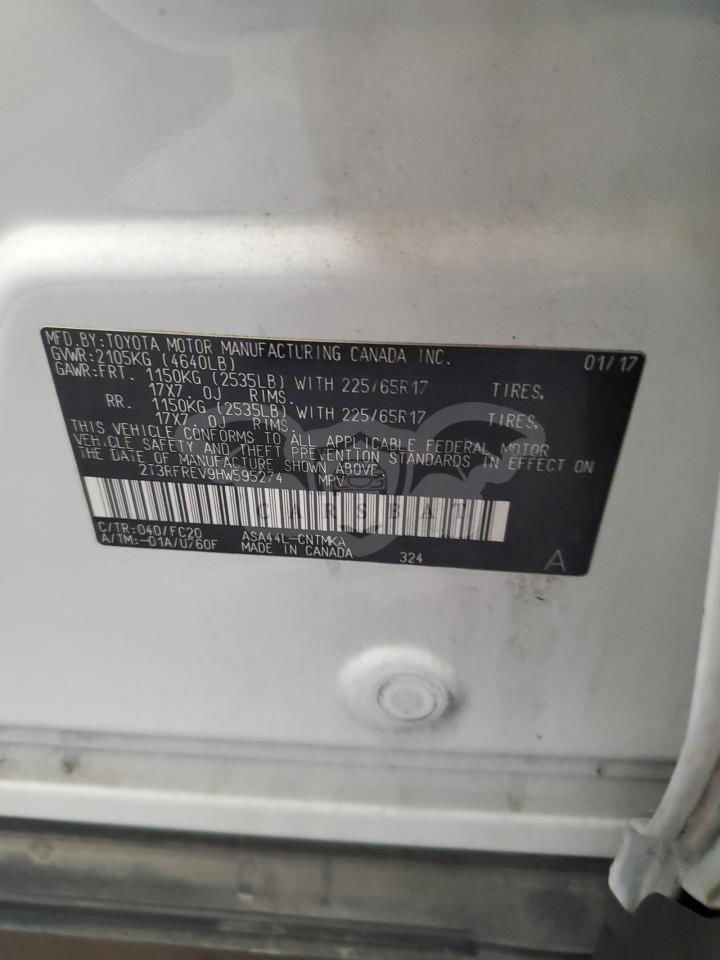 MFD.BY:TOYOTA MOTOR MANUFACTURING CANADA INC. 01/17
GVWR:2105KG (4640LB)
GAWR:FRT. 1150KG (2535LB) WITH 225/65R17 TIRES,
17X7. 0J RIMS.
RR. 1150KG (2535LB) WITH 225/65R17 TIRES,
17X7. 0J RIMS.
THIS VEHICLE CONFORMS TO ALL APPLICABLE FEDERAL MOTOR
VEHICLE SAFETY AND THEFT PREVENTION STANDARDS IN EFFECT ON
THE DATE OF MANUFACTURE SHOWN ABOVE.
2T3RFREV9HW595274 MPV
CARSBAT
C/TR:040/FC20 ASA44L-CNTMKA
A/TM:-01A/U760F MADE IN CANADA 324 A